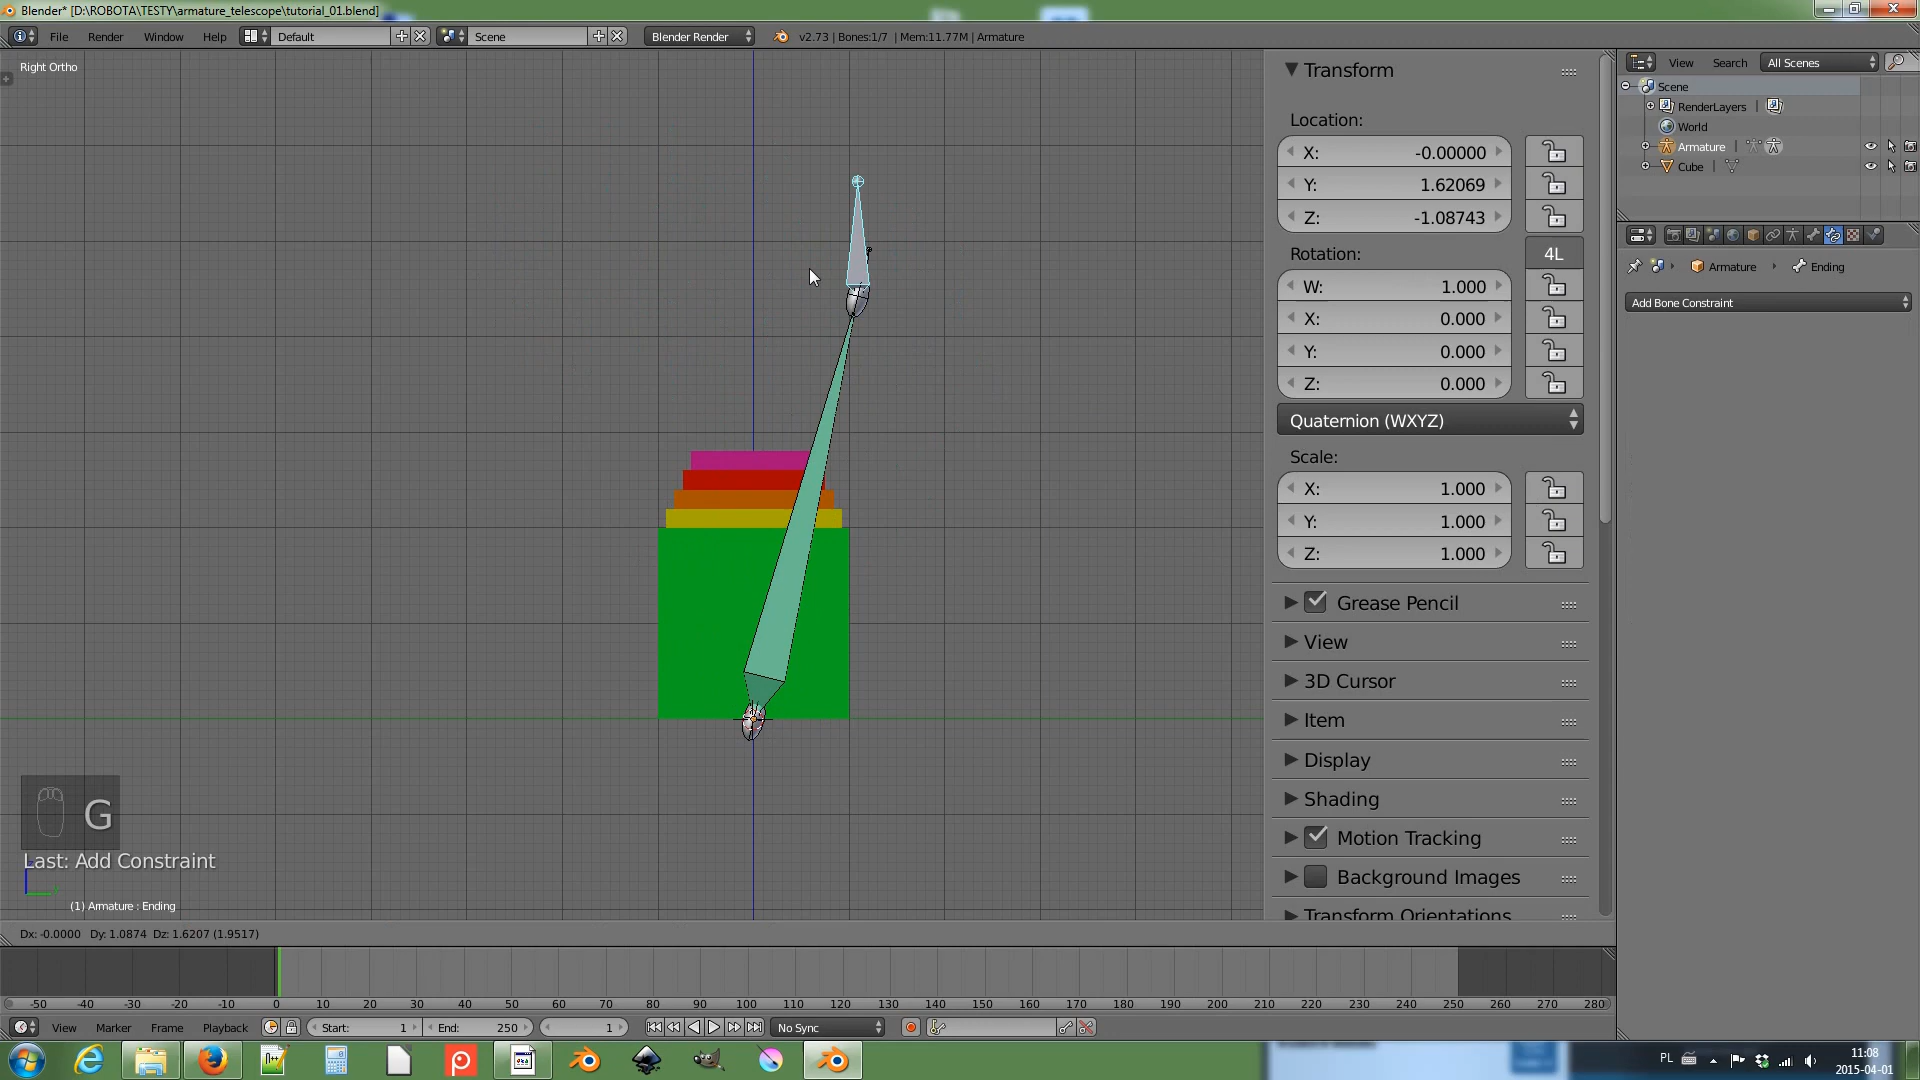 Blender* [D:\ROBOTA\TESTY\armature_telescope\tutorial_01.blend]
File Render Window Help Default Scene Blender Render v2.73 | Bones:1/7 | Mem:11.77M | Armature
Right Ortho
Transform
Location:
X: -0.00000
Y: 1.62069
Z: -1.08743
Rotation: 4L
W: 1.000
X: 0.000
Y: 0.000
Z: 0.000
Quaternion (WXYZ)
Scale:
X: 1.000
Y: 1.000
Z: 1.000
Grease Pencil
View
3D Cursor
Item
Display
Shading
Motion Tracking
Background Images
Transform Orientations
View Search All Scenes
Scene
RenderLayers
World
Armature
Cube
Armature Ending
Add Bone Constraint
G
Last: Add Constraint
(1) Armature : Ending
Dx: -0.0000 Dy: 1.0874 Dz: 1.6207 (1.9517)
-50 -40 -30 -20 -10 0 10 20 30 40 50 60 70 80 90 100 110 120 130 140 150 160 170 180 190 200 210 220 230 240 250 260 270 280
View Marker Frame Playback Start: 1 End: 250 1 No Sync
PL 11:08
2015-04-01